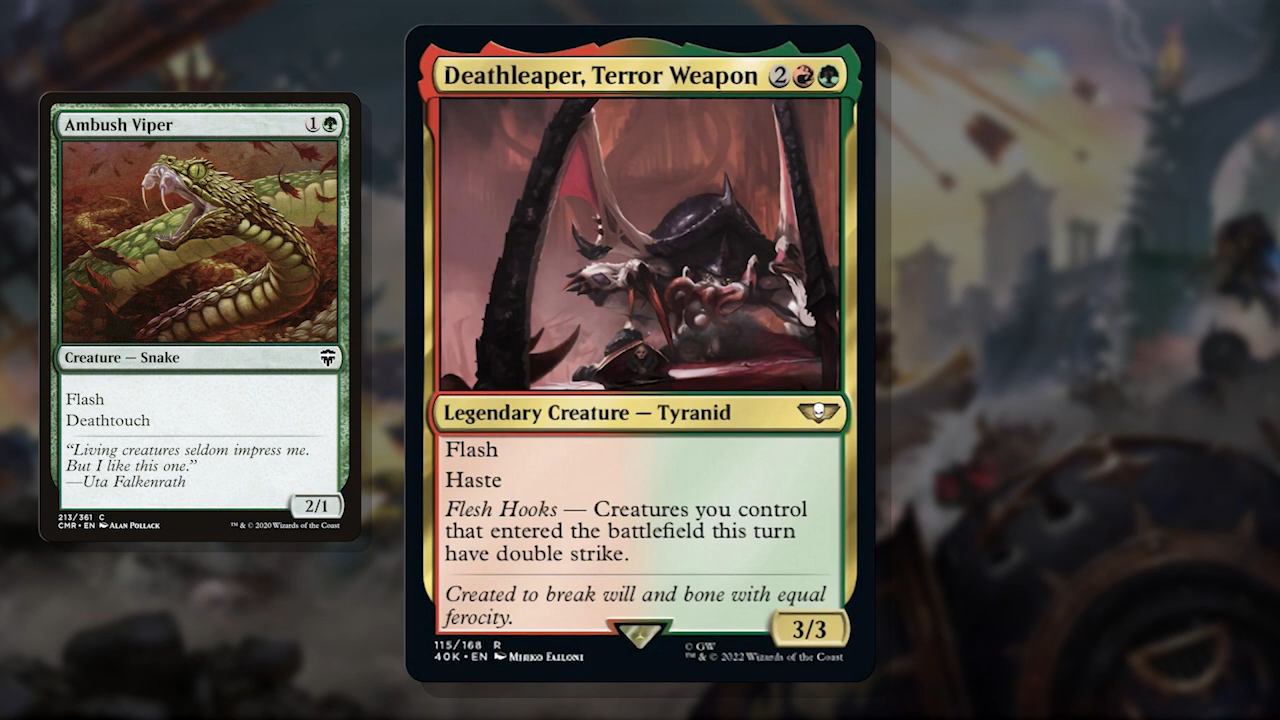 Ambush Viper
1
Creature — Snake
Flash
Deathtouch
“Living creatures seldom impress me.
But I like this one.”
—Uta Falkenrath
2/1
213/361 C
CMR • EN Alan Pollack
™ & © 2020 Wizards of the Coast
Deathleaper, Terror Weapon
2
Legendary Creature — Tyranid
Flash
Haste
Flesh Hooks — Creatures you control
that entered the battlefield this turn
have double strike.
Created to break will and bone with equal
ferocity.
3/3
115/168 R
40K • EN Mirko Failoni
© GW
™ & © 2022 Wizards of the Coast